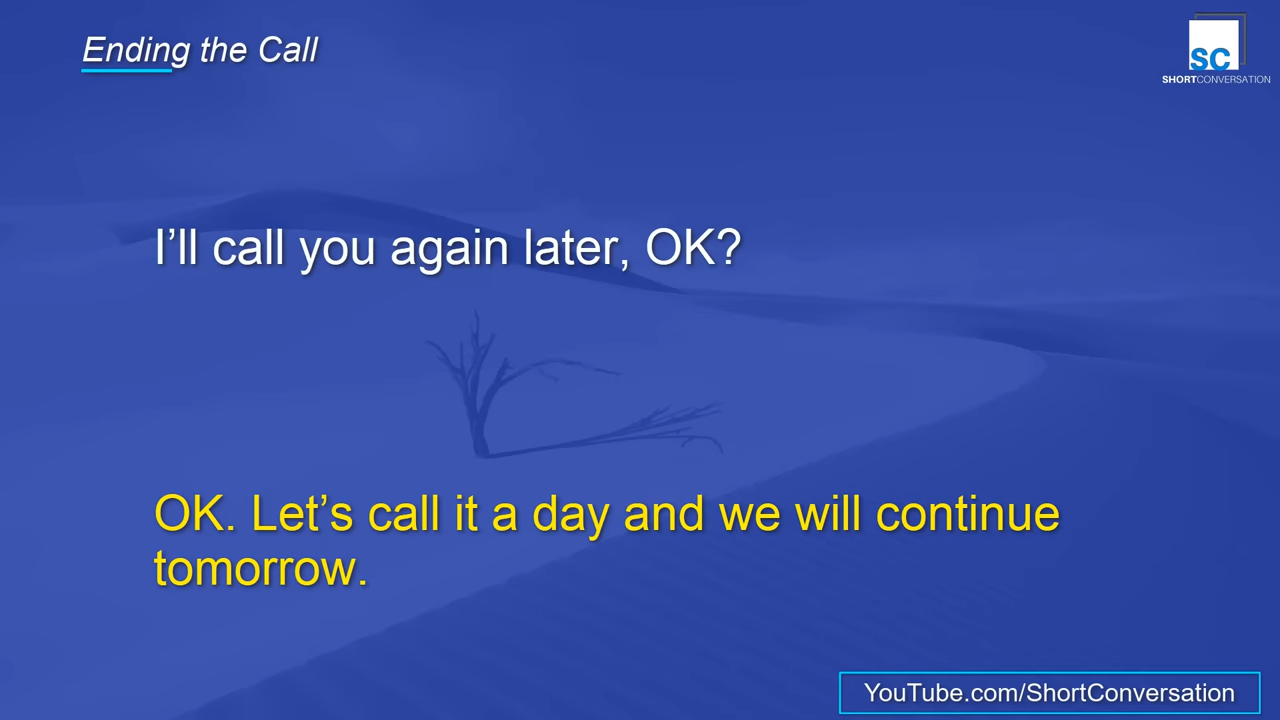 Ending the Call
SC
SHORTCONVERSATION
I’ll call you again later, OK?
OK. Let’s call it a day and we will continue
tomorrow.
YouTube.com/ShortConversation